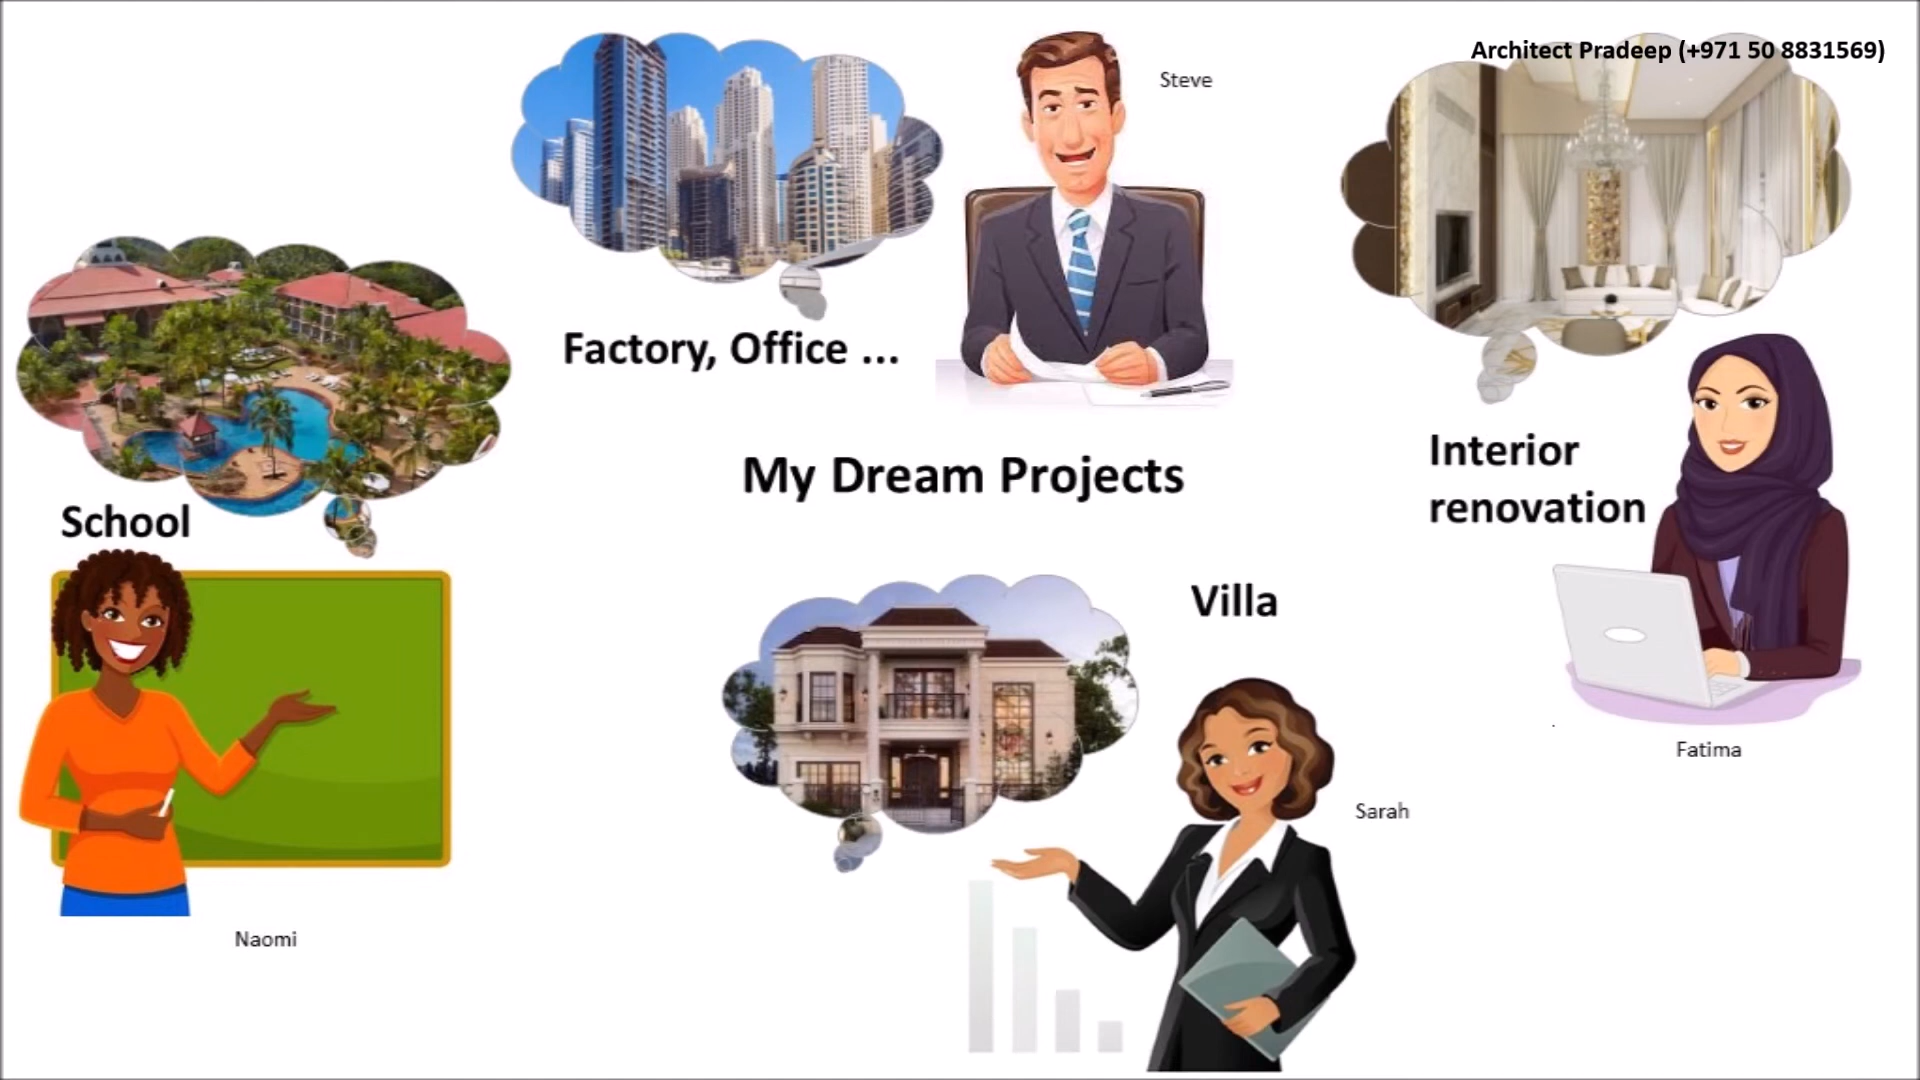 Architect Pradeep (+971 50 8831569)
Steve
Factory, Office ...
My Dream Projects
Interior
renovation
School
Villa
Fatima
Sarah
Naomi